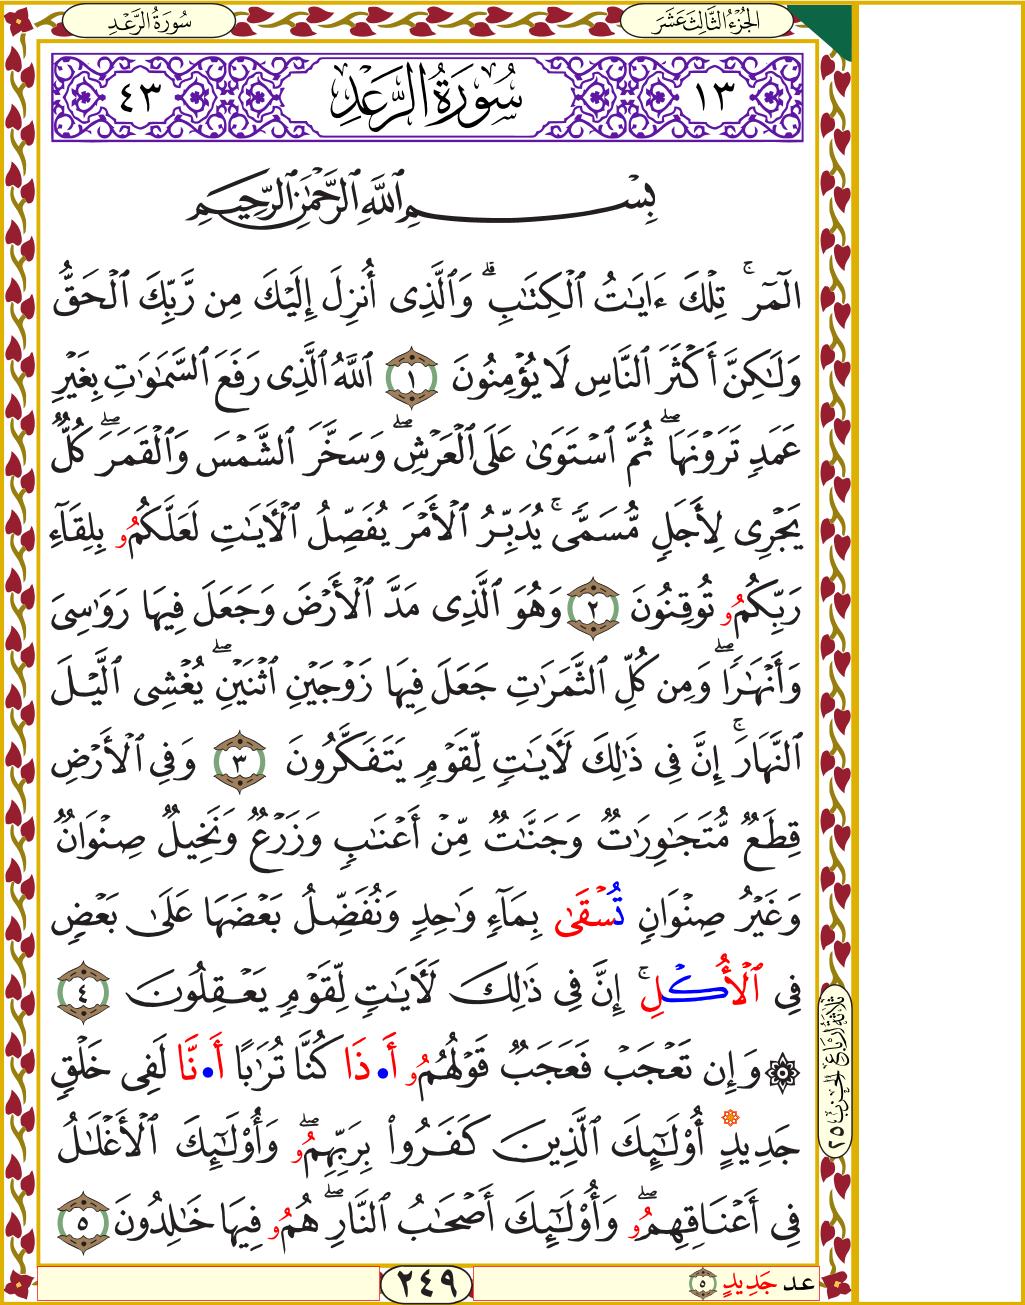 الجُزْءُ الثَّالِثَ عَشَرَ
سُورَةُ الرَّعْدِ
١٣
سُورَةُ الرَّعْدِ
٤٣
بِسْمِ ٱللَّهِ ٱلرَّحْمَٰنِ ٱلرَّحِيمِ
الٓمٓرۚ تِلۡكَ ءَايَٰتُ ٱلۡكِتَٰبِۗ وَٱلَّذِي أُنزِلَ إِلَيۡكَ مِن رَّبِّكَ ٱلۡحَقُّ
وَلَٰكِنَّ أَكۡثَرَ ٱلنَّاسِ لَا يُؤۡمِنُونَ ١ ٱللَّهُ ٱلَّذِي رَفَعَ ٱلسَّمَٰوَٰتِ بِغَيۡرِ
عَمَدٖ تَرَوۡنَهَاۖ ثُمَّ ٱسۡتَوَىٰ عَلَى ٱلۡعَرۡشِۖ وَسَخَّرَ ٱلشَّمۡسَ وَٱلۡقَمَرَۖ كُلّٞ
يَجۡرِي لِأَجَلٖ مُّسَمّٗىۚ يُدَبِّرُ ٱلۡأَمۡرَ يُفَصِّلُ ٱلۡأٓيَٰتِ لَعَلَّكُمُو بِلِقَآءِ
رَبِّكُمُو تُوقِنُونَ ٢ وَهُوَ ٱلَّذِي مَدَّ ٱلۡأَرۡضَ وَجَعَلَ فِيهَا رَوَٰسِيَ
وَأَنۡهَٰرٗاۖ وَمِن كُلِّ ٱلثَّمَرَٰتِ جَعَلَ فِيهَا زَوۡجَيۡنِ ٱثۡنَيۡنِۖ يُغۡشِي ٱلَّيۡلَ
ٱلنَّهَارَۚ إِنَّ فِي ذَٰلِكَ لَأٓيَٰتٖ لِّقَوۡمٖ يَتَفَكَّرُونَ ٣ وَفِي ٱلۡأَرۡضِ
قِطَعٞ مُّتَجَٰوِرَٰتٞ وَجَنَّٰتٞ مِّنۡ أَعۡنَٰبٖ وَزَرۡعٖ وَنَخِيلٖ صِنۡوَانٖ
وَغَيۡرِ صِنۡوَانٖ تُسۡقَىٰ بِمَآءٖ وَٰحِدٖ وَنُفَضِّلُ بَعۡضَهَا عَلَىٰ بَعۡضٖ
فِي ٱلۡأُكۡلِۚ إِنَّ فِي ذَٰلِكَ لَأٓيَٰتٖ لِّقَوۡمٖ يَعۡقِلُونَ ٤
۞ وَإِن تَعۡجَبۡ فَعَجَبٞ قَوۡلُهُمُو أَ•ذَا كُنَّا تُرَٰبًا أَ•نَّا لَفِي خَلۡقٖ
جَدِيدٍ أُوْلَٰٓئِكَ ٱلَّذِينَ كَفَرُواْ بِرَبِّهِمُوۖ وَأُوْلَٰٓئِكَ ٱلۡأَغۡلَٰلُ
فِي أَعۡنَاقِهِمُوۖ وَأُوْلَٰٓئِكَ أَصۡحَٰبُ ٱلنَّارِۖ هُمُو فِيهَا خَٰلِدُونَ ٥
ثلاثة أرباع الحزب ٢٥
عد جَدِيدٍ ٥
٢٤٩